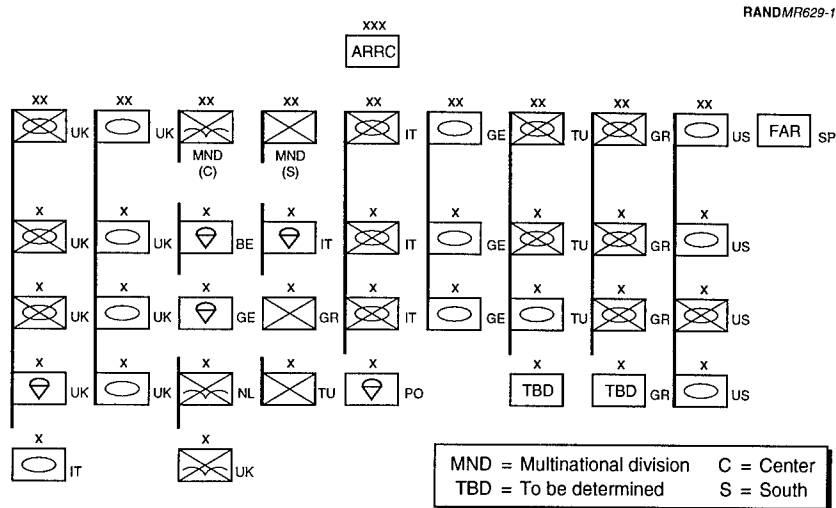 RANDMR629-1
XXX
ARRC
XX XX XX XX XX XX XX XX XX
UK UK IT GE TU GR US FAR SP
MND (C) MND (S)
X X X X X X X X X
UK UK BE IT IT GE TU GR US
X X X X X X X X X
UK UK GE GR IT GE TU GR US
X X X X X X X X
UK UK NL TU PO TBD TBD GR US
X X
IT UK
MND = Multinational division C = Center
TBD = To be determined S = South